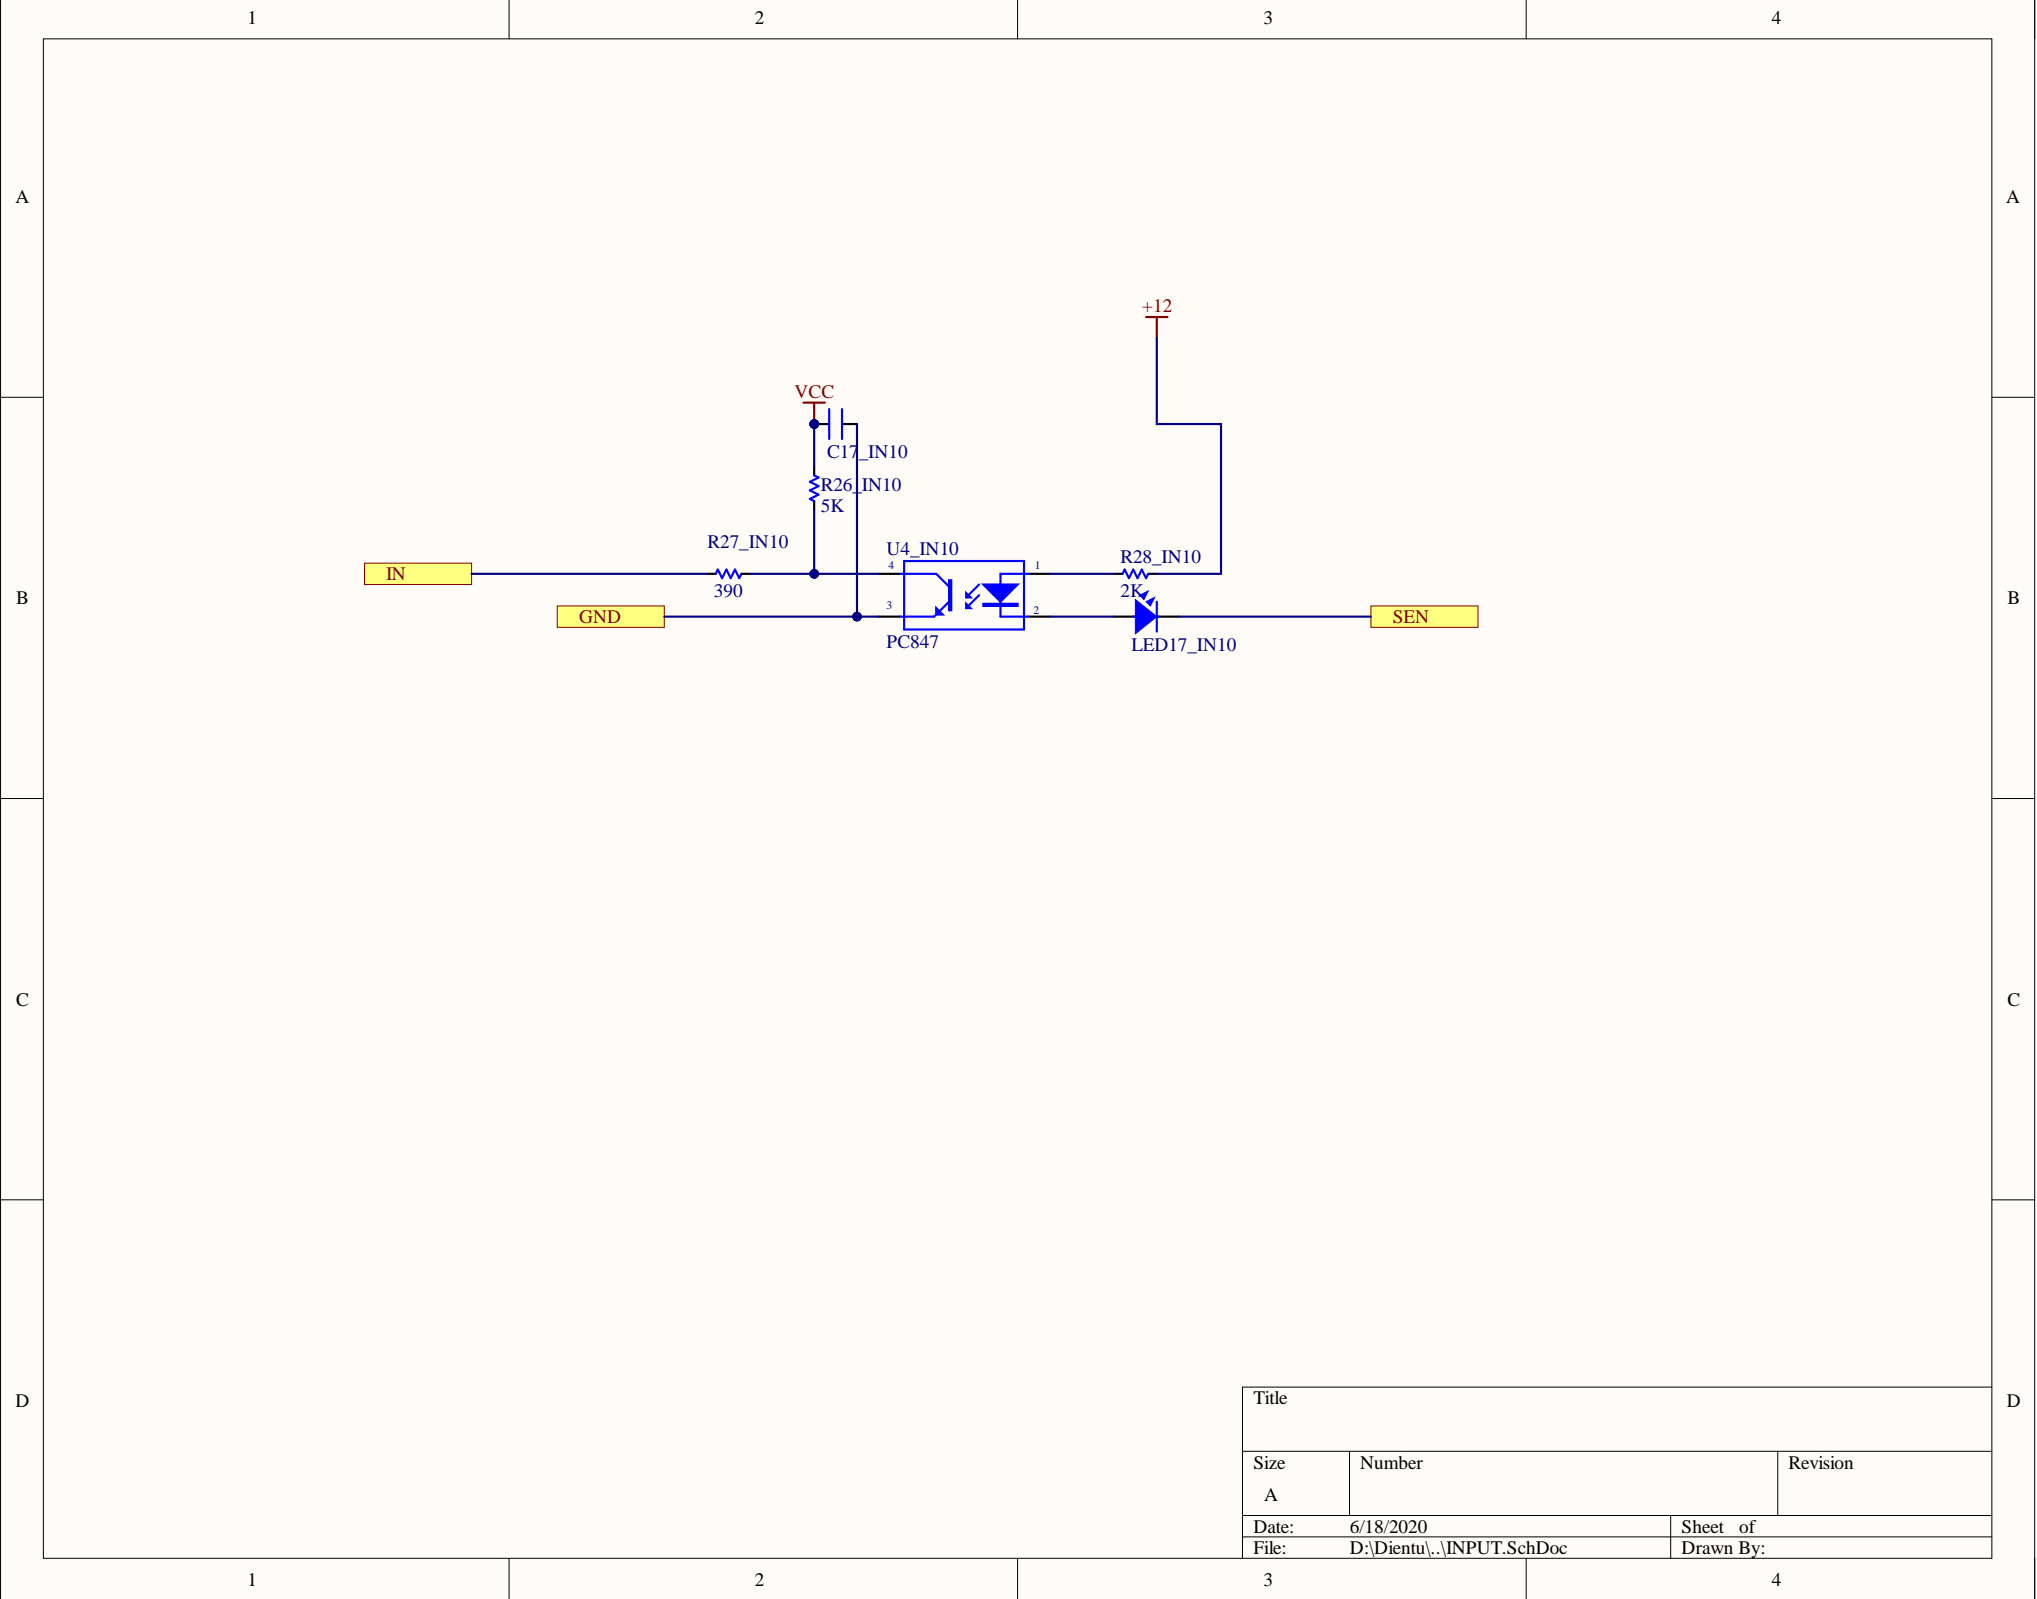 1 2 3 4
A A
+12
VCC
C17_IN10
R26_IN10
5K
R27_IN10
U4_IN10
R28_IN10
4 1
IN
390
2K
B B
3 2
GND
SEN
PC847
LED17_IN10
C C
D D
Title
Size Number Revision
A
Date: 6/18/2020 Sheet of
File: D:\Dientu\..\INPUT.SchDoc Drawn By:
1 2 3 4